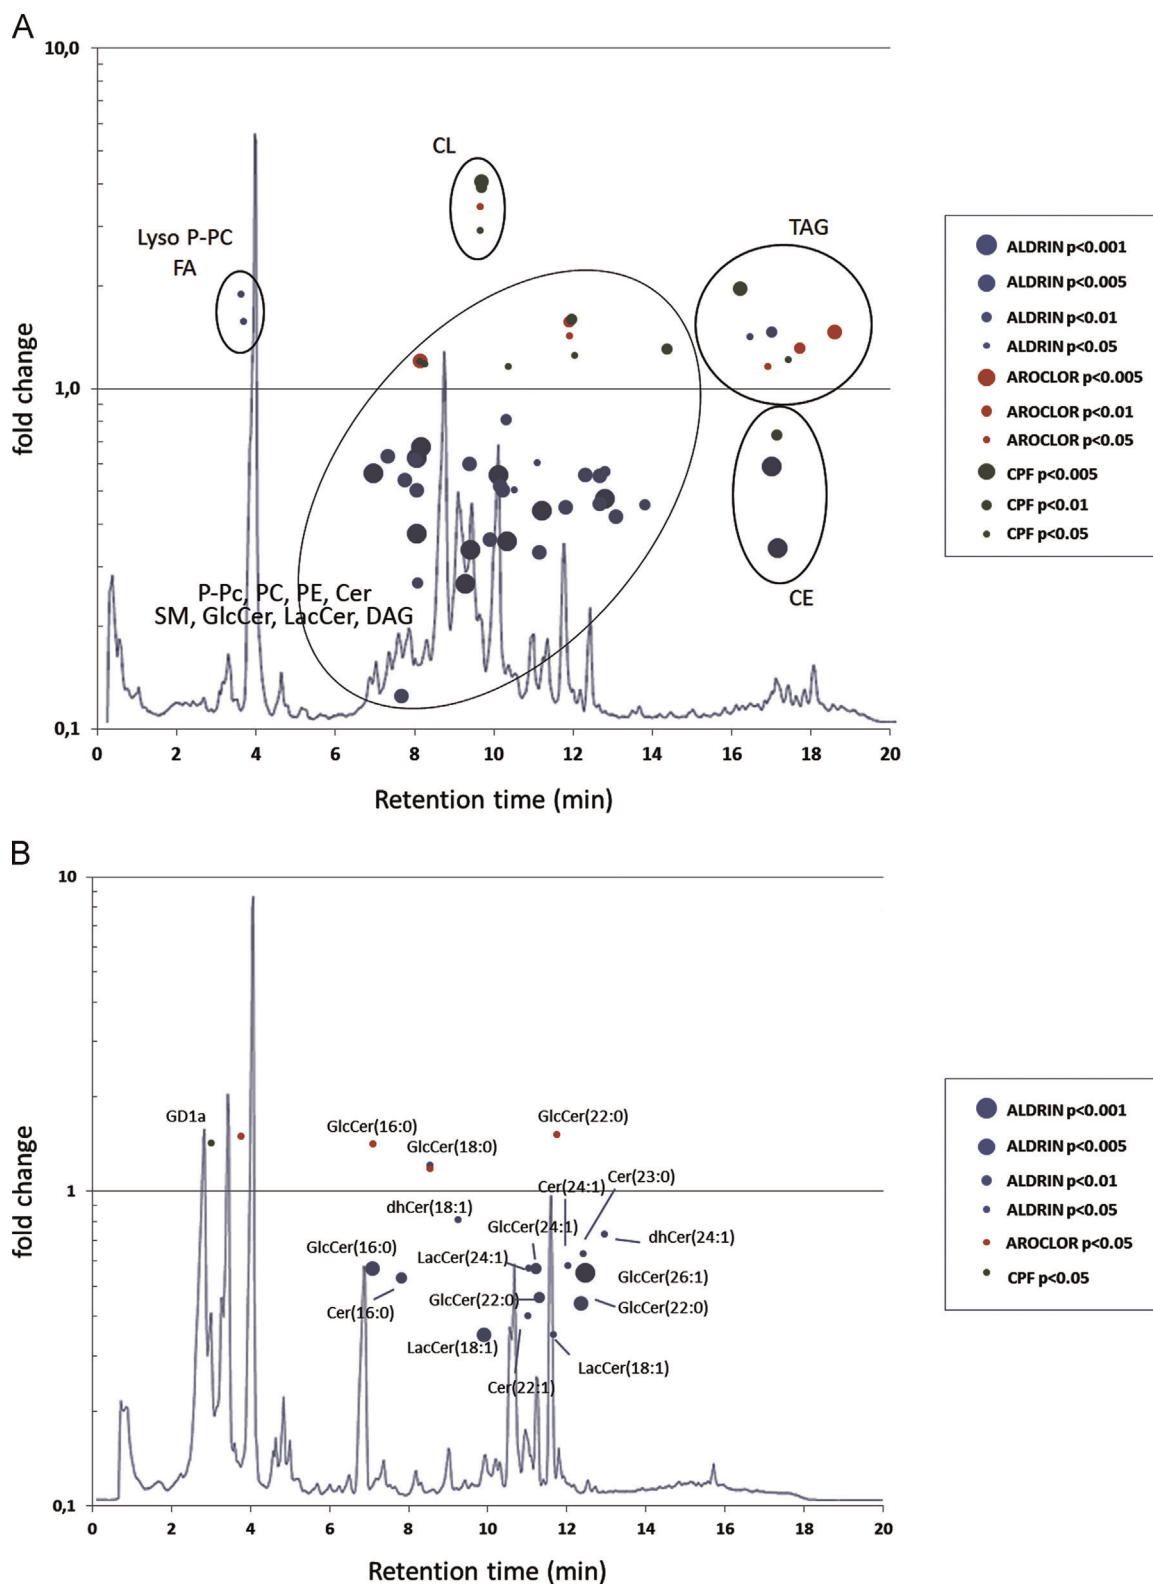 A
10,0
CL
Lyso P-PC
FA
TAG
ALDRIN p<0.001
ALDRIN p<0.005
ALDRIN p<0.01
ALDRIN p<0.05
AROCLOR p<0.005
AROCLOR p<0.01
AROCLOR p<0.05
CPF p<0.005
CPF p<0.01
CPF p<0.05
1,0
fold change
P-Pc, PC, PE, Cer
SM, GlcCer, LacCer, DAG
CE
0,1
0 2 4 6 8 10 12 14 16 18 20
Retention time (min)
B
10
GD1a
GlcCer(16:0)
GlcCer(18:0)
GlcCer(22:0)
ALDRIN p<0.001
ALDRIN p<0.005
ALDRIN p<0.01
ALDRIN p<0.05
AROCLOR p<0.05
CPF p<0.05
1
fold change
Cer(24:1)
Cer(23:0)
dhCer(18:1)
GlcCer(24:1)
dhCer(24:1)
GlcCer(16:0)
LacCer(24:1)
GlcCer(26:1)
Cer(16:0)
GlcCer(22:0)
GlcCer(22:0)
LacCer(18:1)
LacCer(18:1)
Cer(22:1)
0,1
0 2 4 6 8 10 12 14 16 18 20
Retention time (min)